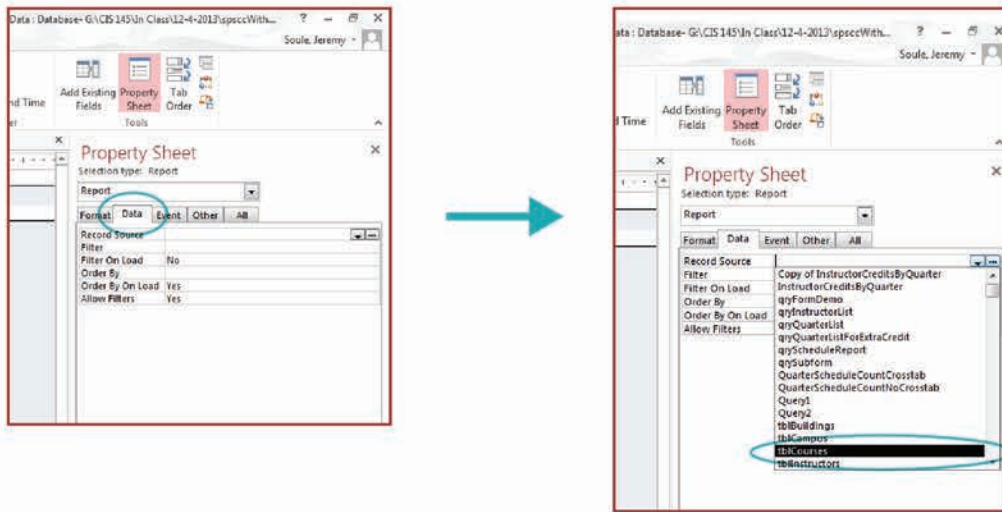 Data : Database- G:\CIS 145\In Class\12-4-2013\spsccWith... ?
Soule, Jeremy
nd Time
Add Existing Fields
Property Sheet
Tab Order
er
Tools
Property Sheet
Selection type: Report
Report
Format Data Event Other All
Record Source
Filter
Filter On Load No
Order By
Order By On Load Yes
Allow Filters Yes
ata : Database- G:\CIS 145\In Class\12-4-2013\spsccWith... ?
Soule, Jeremy
d Time
Add Existing Fields
Property Sheet
Tab Order
Tools
Property Sheet
Selection type: Report
Report
Format Data Event Other All
Record Source
Filter
Filter On Load
Order By
Order By On Load
Allow Filters
Copy of InstructorCreditsByQuarter
InstructorCreditsByQuarter
qryFormDemo
qryInstructorList
qryQuarterList
qryQuarterListForExtraCredit
qryScheduleReport
qrySubform
QuarterScheduleCountCrosstab
QuarterScheduleCountNoCrosstab
Query1
Query2
tblBuildings
tblCampus
tblCourses
tblInstructors